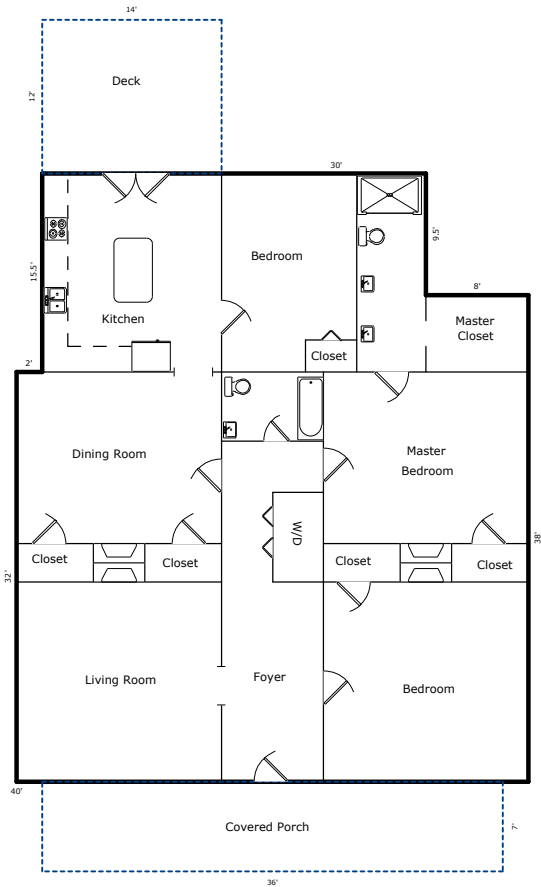 14'
Deck
12'
30'
9.5'
Bedroom
15.5'
8'
Kitchen
Master
Closet
Closet
2'
Dining Room
Master
Bedroom
W/D
38'
Closet
Closet
Closet
Closet
32'
Living Room
Foyer
Bedroom
40'
Covered Porch
7'
36'